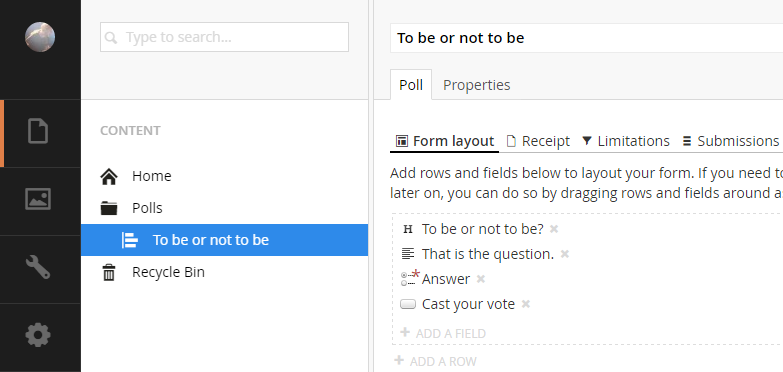 Type to search...
CONTENT
Home
Polls
To be or not to be
Recycle Bin
To be or not to be
Poll Properties
Form layout Receipt Limitations Submissions
Add rows and fields below to layout your form. If you need to
later on, you can do so by dragging rows and fields around a
H To be or not to be?
That is the question.
Answer
Cast your vote
ADD A FIELD
ADD A ROW